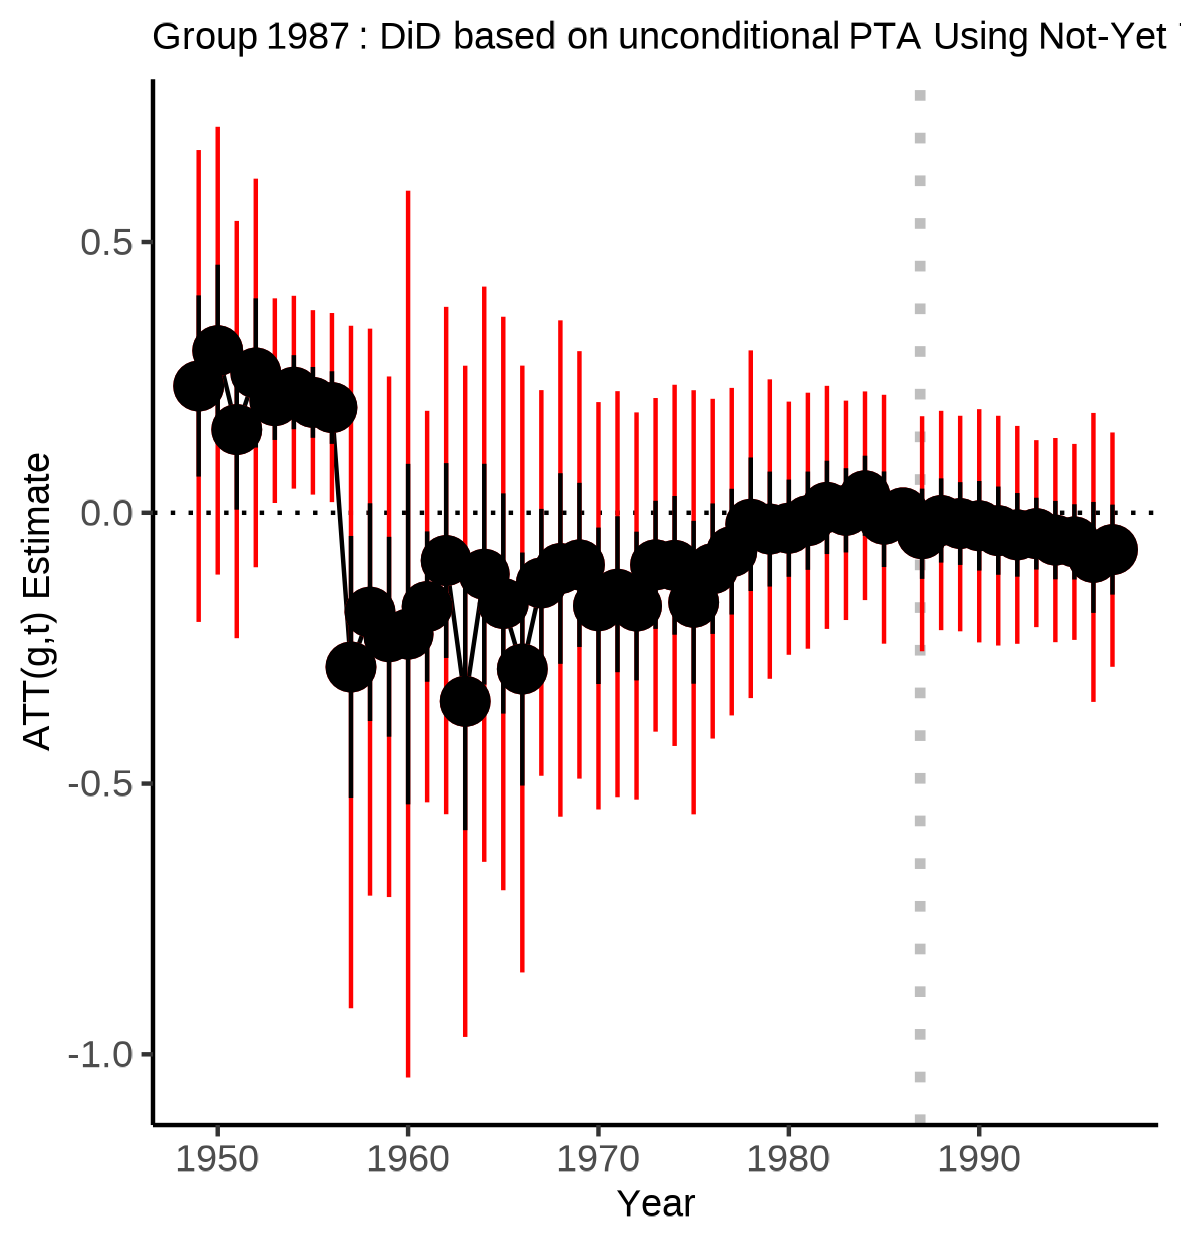 Group 1987 : DiD based on unconditional PTA Using Not-Yet
ATT(g,t) Estimate
0.5
0.0
-0.5
-1.0
1950 1960 1970 1980 1990
Year